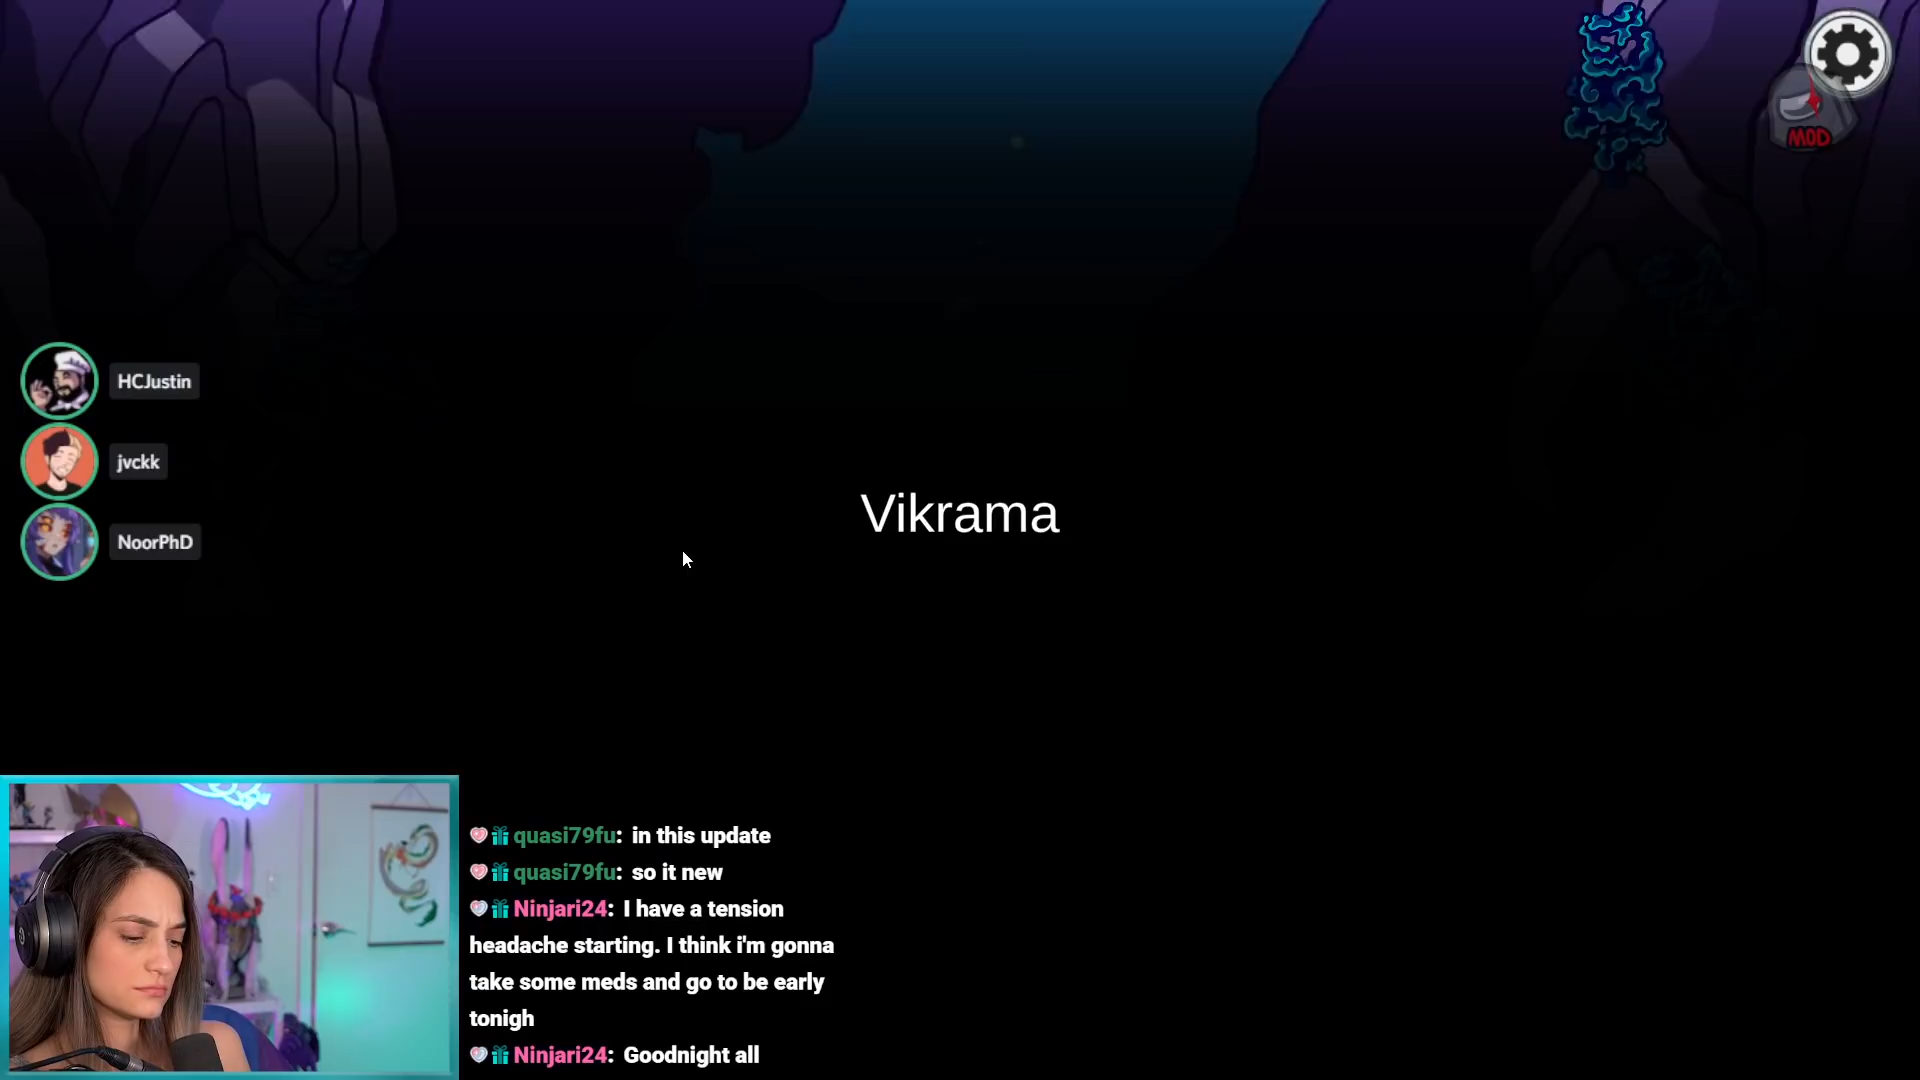 MOD
HCJustin
jvckk
NoorPhD
Vikrama
quasi79fu: in this update
quasi79fu: so it new
Ninjari24: I have a tension
headache starting. I think i'm gonna
take some meds and go to be early
tonigh
Ninjari24: Goodnight all